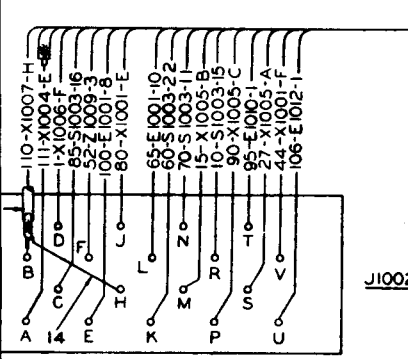 110-X1007-H
111-X1004-E
1-X1006-F
85-S1003-16
52-Z1009-3
100-E1001-8
80-X1001-E
65-E1001-10
60-S1003-22
70-S1003-11
15-X1005-B
10-S1003-15
90-X1005-C
95-E1010-1
27-X1005-A
44-X1001-F
106-E1012-1
D F J N T
B L R V
C H M S
J1002
A 14 E K P U